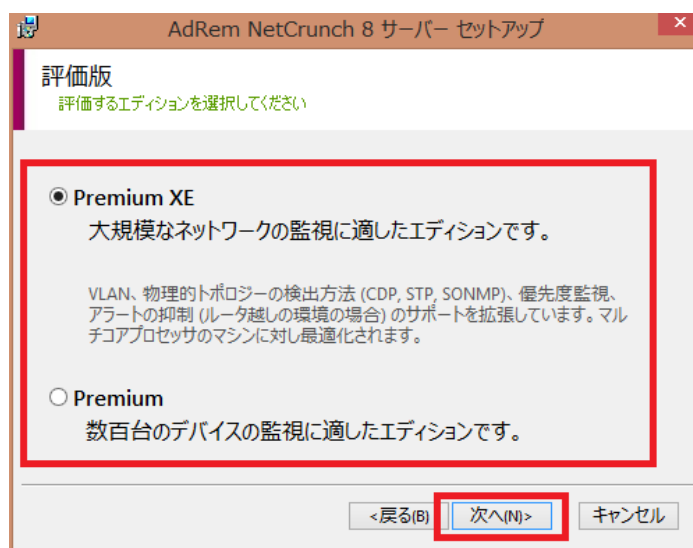 AdRem NetCrunch 8 サーバー セットアップ
評価版
評価するエディションを選択してください
Premium XE
大規模なネットワークの監視に適したエディションです。
VLAN、物理的トポロジーの検出方法 (CDP, STP, SONMP)、優先度監視、
アラートの抑制 (ルータ越しの環境の場合) のサポートを拡張しています。マル
チコアプロセッサのマシンに対し最適化されます。
Premium
数百台のデバイスの監視に適したエディションです。
<戻る(B) 次へ(N)> キャンセル